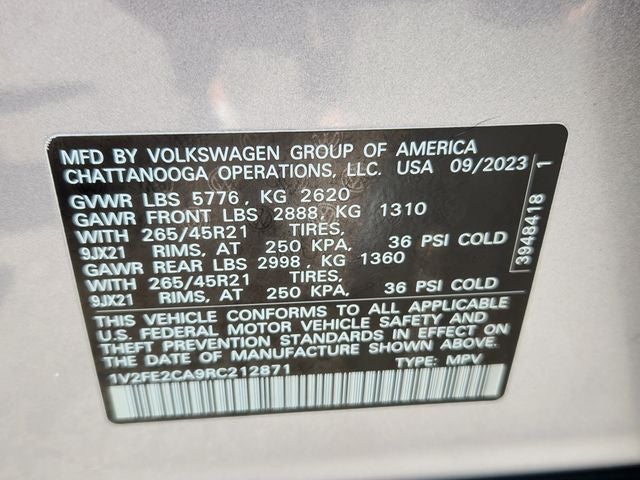 MFD BY VOLKSWAGEN GROUP OF AMERICA
CHATTANOOGA OPERATIONS, LLC. USA 09/2023
GVWR LBS 5776, KG 2620
GAWR FRONT LBS 2888, KG 1310
WITH 265/45R21 TIRES,
9JX21 RIMS, AT 250 KPA, 36 PSI COLD
GAWR REAR LBS 2998, KG 1360
WITH 265/45R21 TIRES,
9JX21 RIMS, AT 250 KPA, 36 PSI COLD
THIS VEHICLE CONFORMS TO ALL APPLICABLE
U.S. FEDERAL MOTOR VEHICLE SAFETY AND
THEFT PREVENTION STANDARDS IN EFFECT ON
THE DATE OF MANUFACTURE SHOWN ABOVE.
1V2FE2CA9RC212871 TYPE: MPV
3948418 1